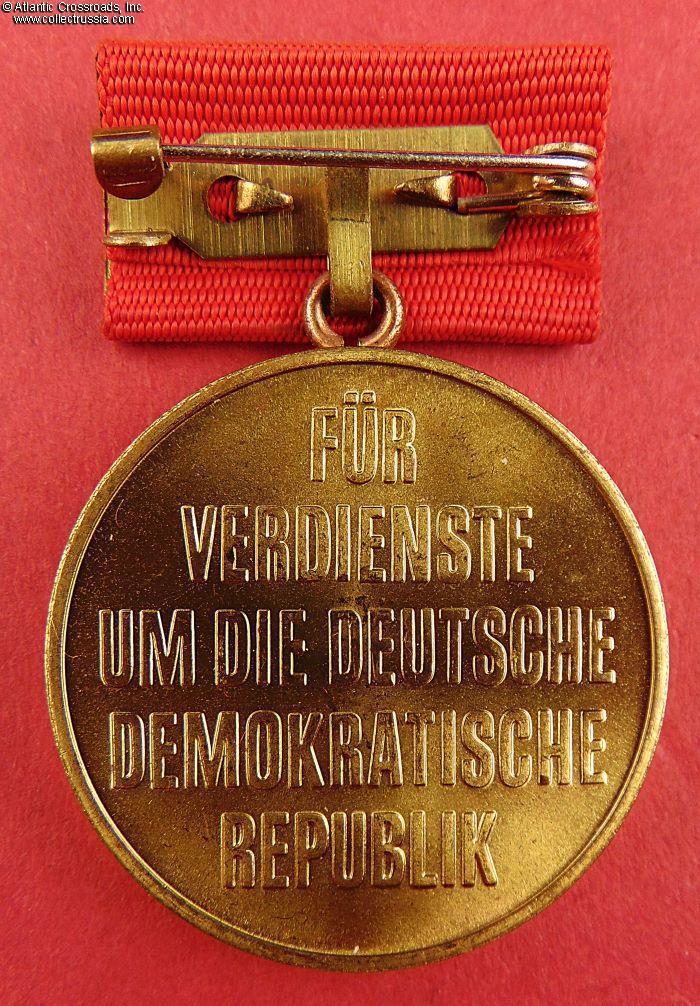 © Atlantic Crossroads, Inc.
www.collectrussia.com
FÜR
VERDIENSTE
UM DIE DEUTSCHE
DEMOKRATISCHE
REPUBLIK